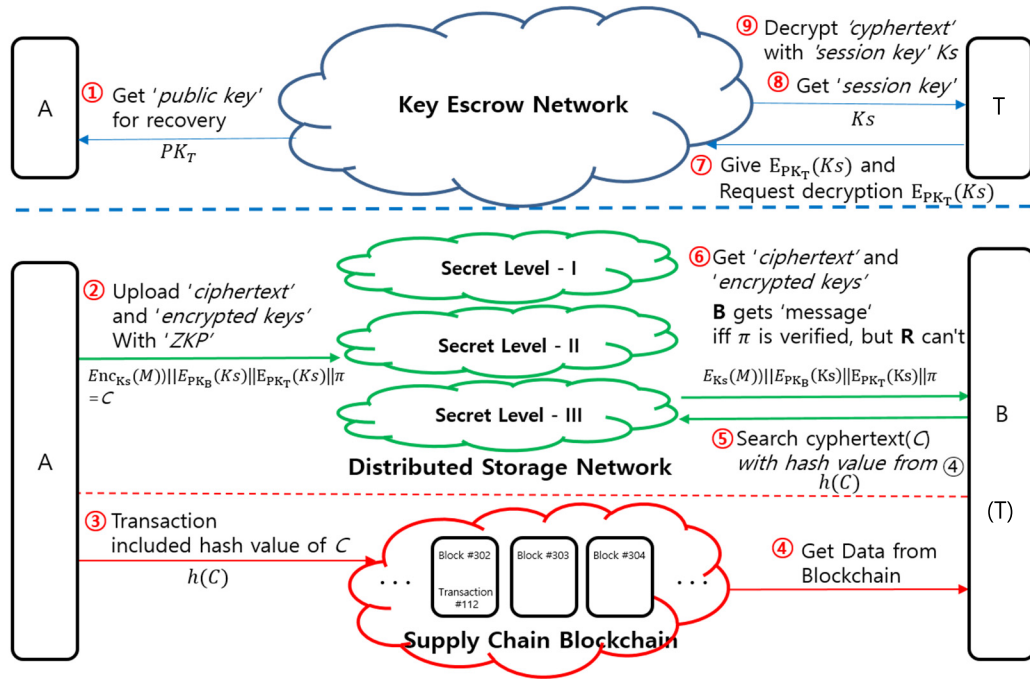 A
① Get 'public key'
for recovery
PK_T
Key Escrow Network
⑨ Decrypt 'cyphertext'
with 'session key' Ks
⑧ Get 'session key'
Ks
T
⑦ Give E_PK_T(Ks) and
Request decryption E_PK_T(Ks)
② Upload 'ciphertext'
and 'encrypted keys'
With 'ZKP'
Enc_Ks(M))||E_PK_B(Ks)||E_PK_T(Ks)||π
=C
A
Secret Level - I
Secret Level - II
Secret Level - III
Distributed Storage Network
⑥ Get 'ciphertext' and
'encrypted keys'
B gets 'message'
iff π is verified, but R can't
E_Ks(M))||E_PK_B(Ks)||E_PK_T(Ks)||π
B
⑤ Search cyphertext(C)
with hash value from ④
h(C)
(T)
③ Transaction
included hash value of C
h(C)
· · ·
Block #302
Transaction
#112
Block #303
Block #304
· · ·
Supply Chain Blockchain
④ Get Data from
Blockchain